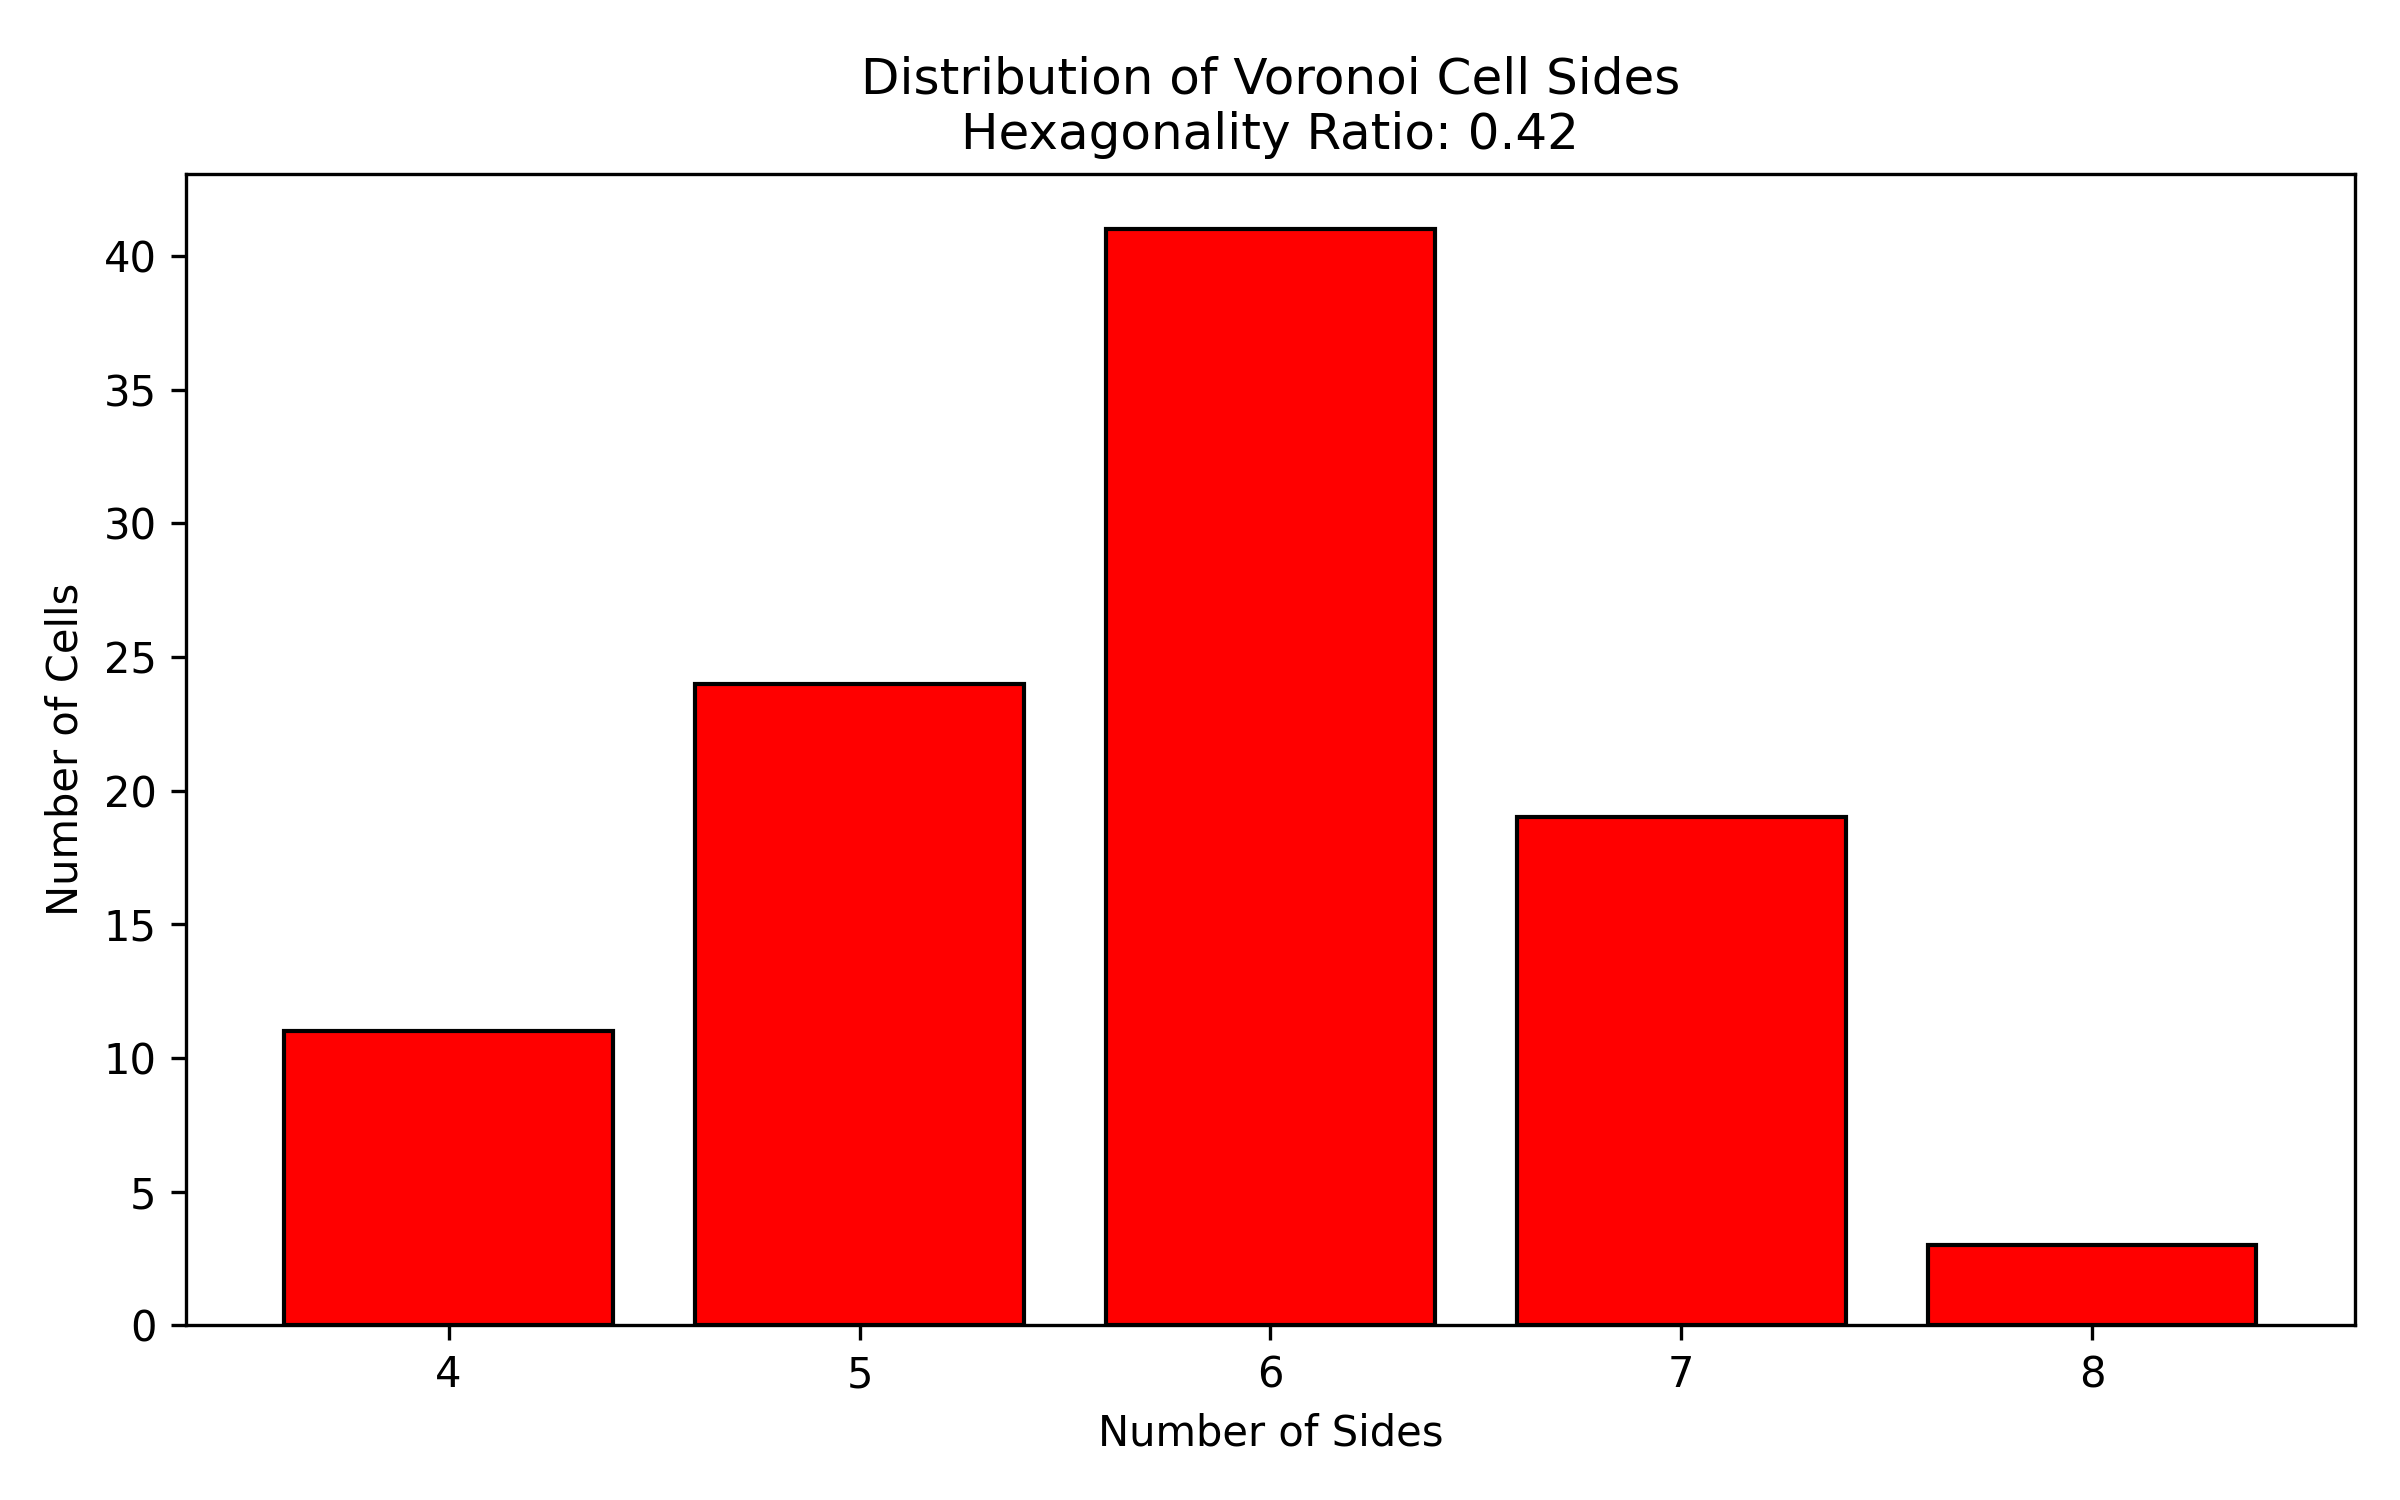 Distribution of Voronoi Cell Sides
Hexagonality Ratio: 0.42
Number of Cells
40
35
30
25
20
15
10
5
0
4 5 6 7 8
Number of Sides